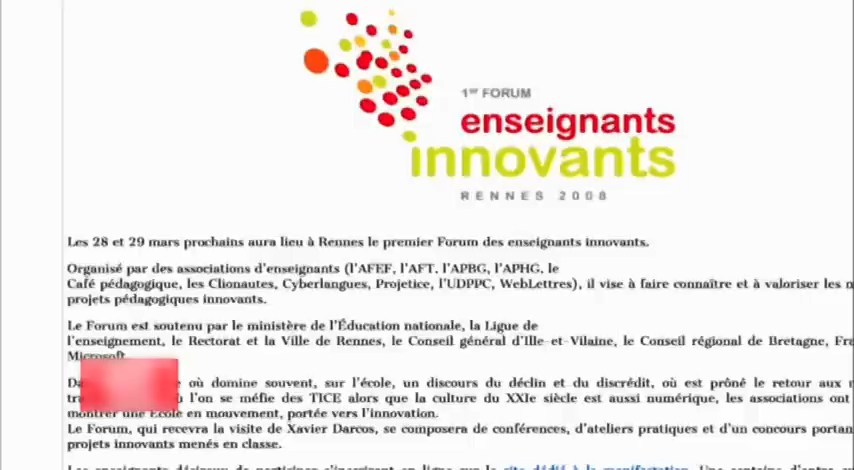 1er FORUM
enseignants
innovants
RENNES 2008
Les 28 et 29 mars prochains aura lieu à Rennes le premier Forum des enseignants innovants.
Organisé par des associations d'enseignants (l'AFEF, l'AFT, l'APBG, l'APHG, le
Café pédagogique, les Clionautes, Cyberlangues, Projetice, l'UDPPC, WebLettres), il vise à faire connaître et à valoriser les
projets pédagogiques innovants.
Le Forum est soutenu par le ministère de l'Éducation nationale, la Ligue de
l'enseignement, le Rectorat et la Ville de Rennes, le Conseil général d'Ille-et-Vilaine, le Conseil régional de Bretagne,
Microsoft.
où domine souvent, sur l'école, un discours du déclin et du discrédit, où est prôné le retour aux
l'on se méfie des TICE alors que la culture du XXIe siècle est aussi numérique, les associations ont
montrer une École en mouvement, portée vers l'innovation.
Le Forum, qui recevra la visite de Xavier Darcos, se composera de conférences, d'ateliers pratiques et d'un concours
projets innovants menés en classe.